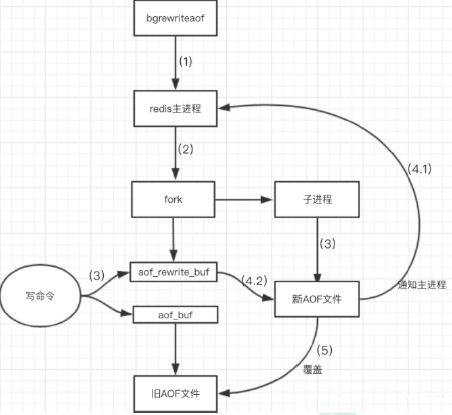 bgrewriteaof
(1)
redis主进程
(4.1)
(2)
fork
子进程
(3)
(3)
aof_rewrite_buf
(4.2)
通知主进程
写命令
新AOF文件
aof_buf
(5)
覆盖
旧AOF文件